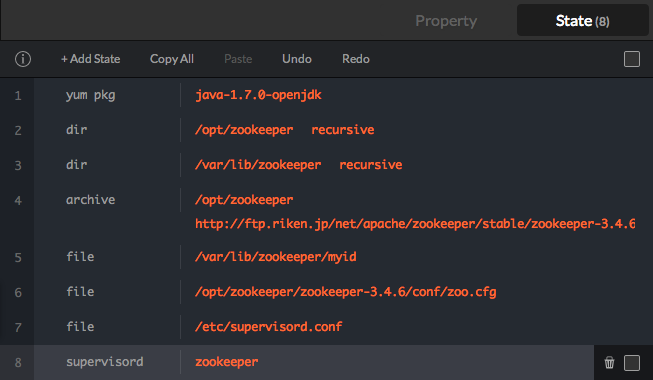 Property State (8)
+ Add State Copy All Paste Undo Redo
1 yum pkg java-1.7.0-openjdk
2 dir /opt/zookeeper recursive
3 dir /var/lib/zookeeper recursive
4 archive /opt/zookeeper
http://ftp.riken.jp/net/apache/zookeeper/stable/zookeeper-3.4.6
5 file /var/lib/zookeeper/myid
6 file /opt/zookeeper/zookeeper-3.4.6/conf/zoo.cfg
7 file /etc/supervisord.conf
8 supervisord zookeeper